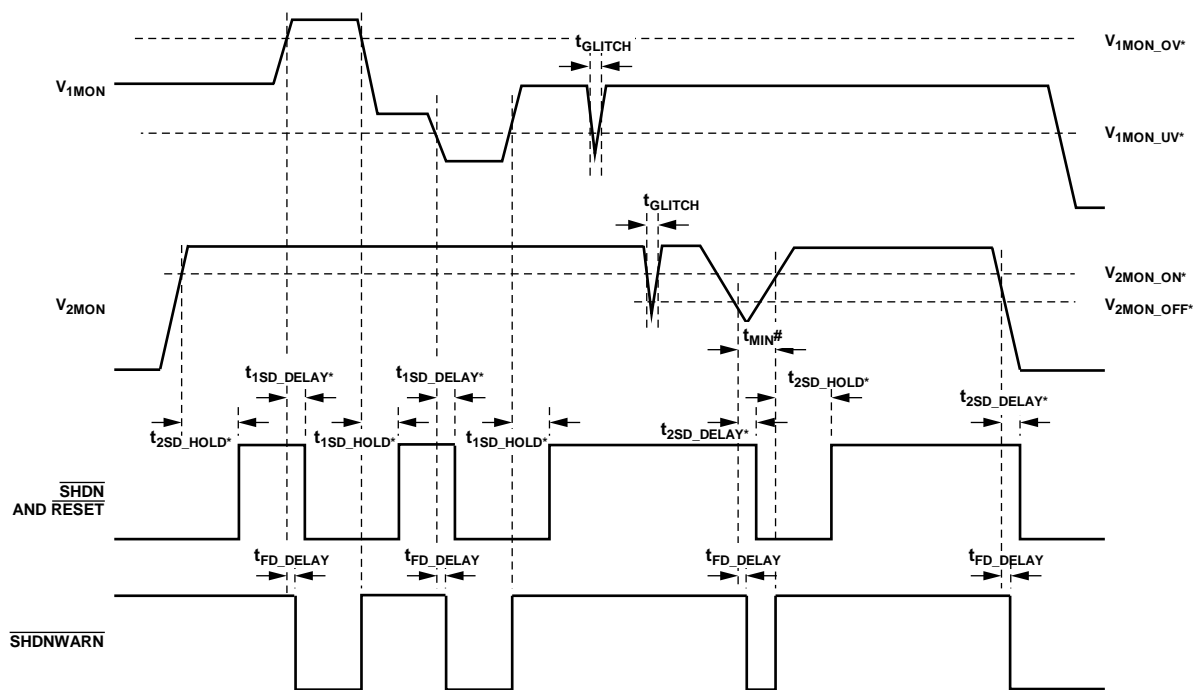 V1MON_OV*
tGLITCH
V1MON
V1MON_UV*
tGLITCH
V2MON_ON*
V2MON
V2MON_OFF*
tMIN#
t1SD_DELAY* t1SD_DELAY* t2SD_HOLD* t2SD_DELAY*
t2SD_HOLD* t1SD_HOLD* t1SD_HOLD* t2SD_DELAY*
SHDN
AND RESET
tFD_DELAY tFD_DELAY tFD_DELAY tFD_DELAY
SHDNWARN